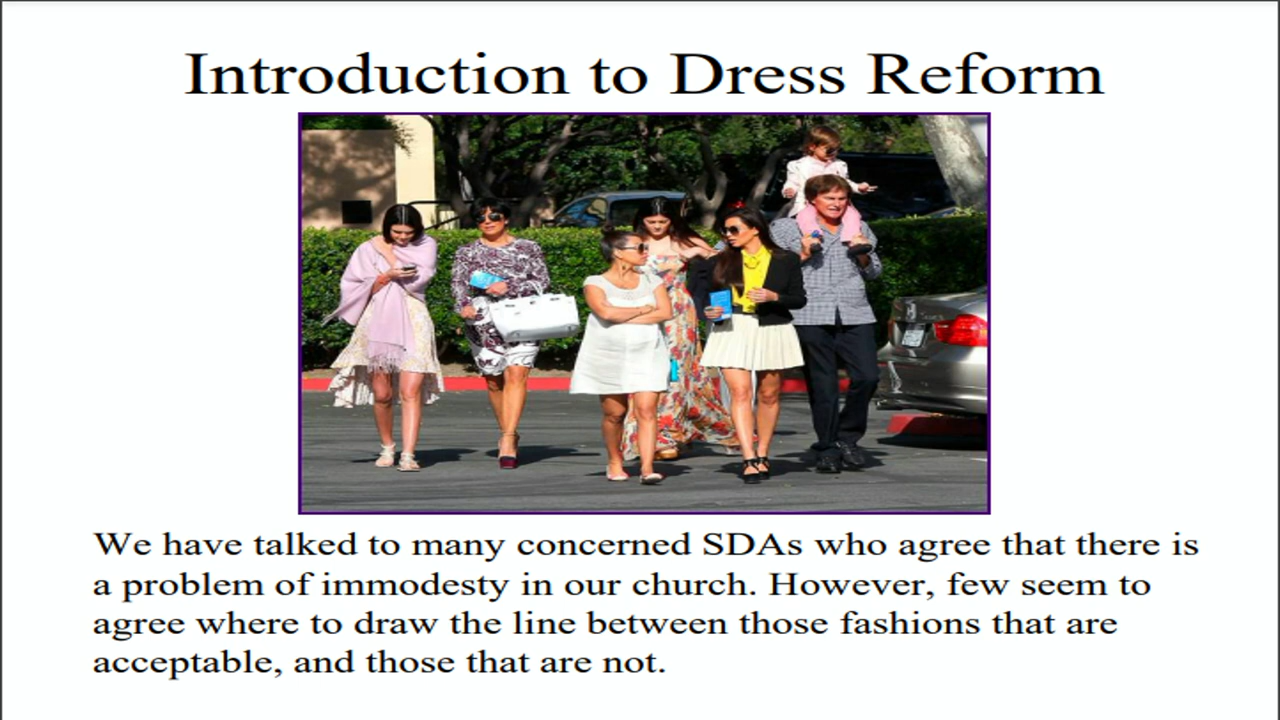 Introduction to Dress Reform
We have talked to many concerned SDAs who agree that there is
a problem of immodesty in our church. However, few seem to
agree where to draw the line between those fashions that are
acceptable, and those that are not.